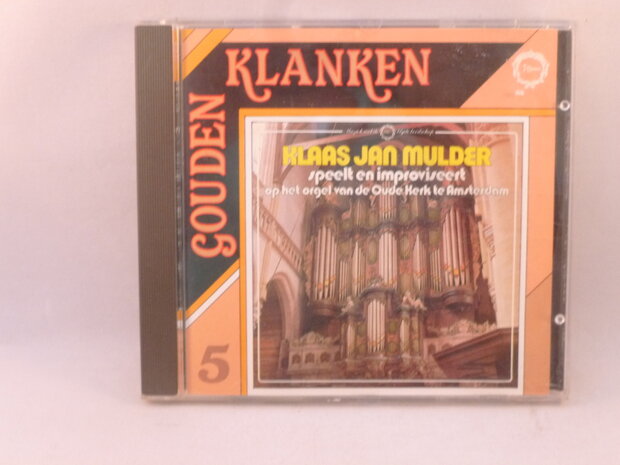 GOUDEN
KLANKEN
KLAAS JAN MULDER
speelt en improviseert
op het orgel van de Oude Kerk te Amsterdam
5